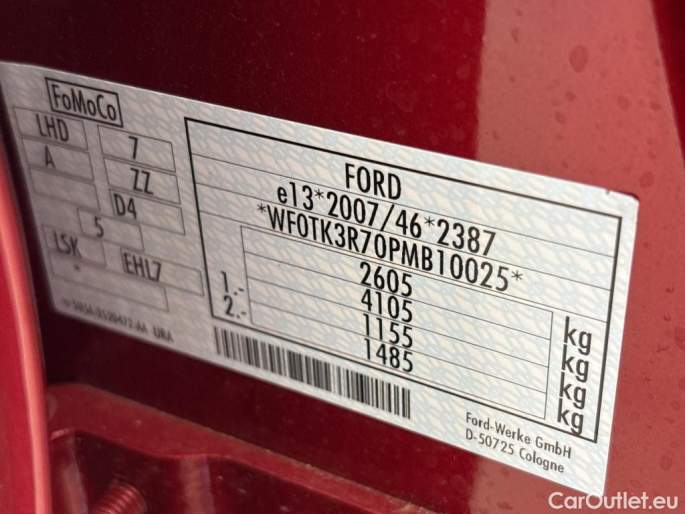 FoMoCo
LHD 7
A ZZ
D4
5
LSK EHL7
-
FORD
e13*2007/46*2387
*WF0TK3R70PMB10025*
2605 kg
4105 kg
1.- 1155 kg
2.- 1485 kg
Ford-Werke GmbH
D-50725 Cologne
CarOutlet.eu